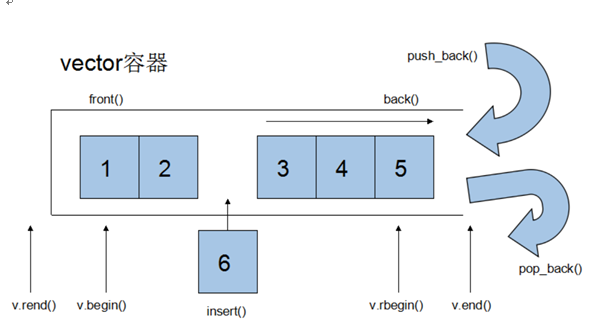 vector容器
push_back()
front()
back()
1 2 3 4 5
6
v.rend()
v.begin()
insert()
v.rbegin()
v.end()
pop_back()